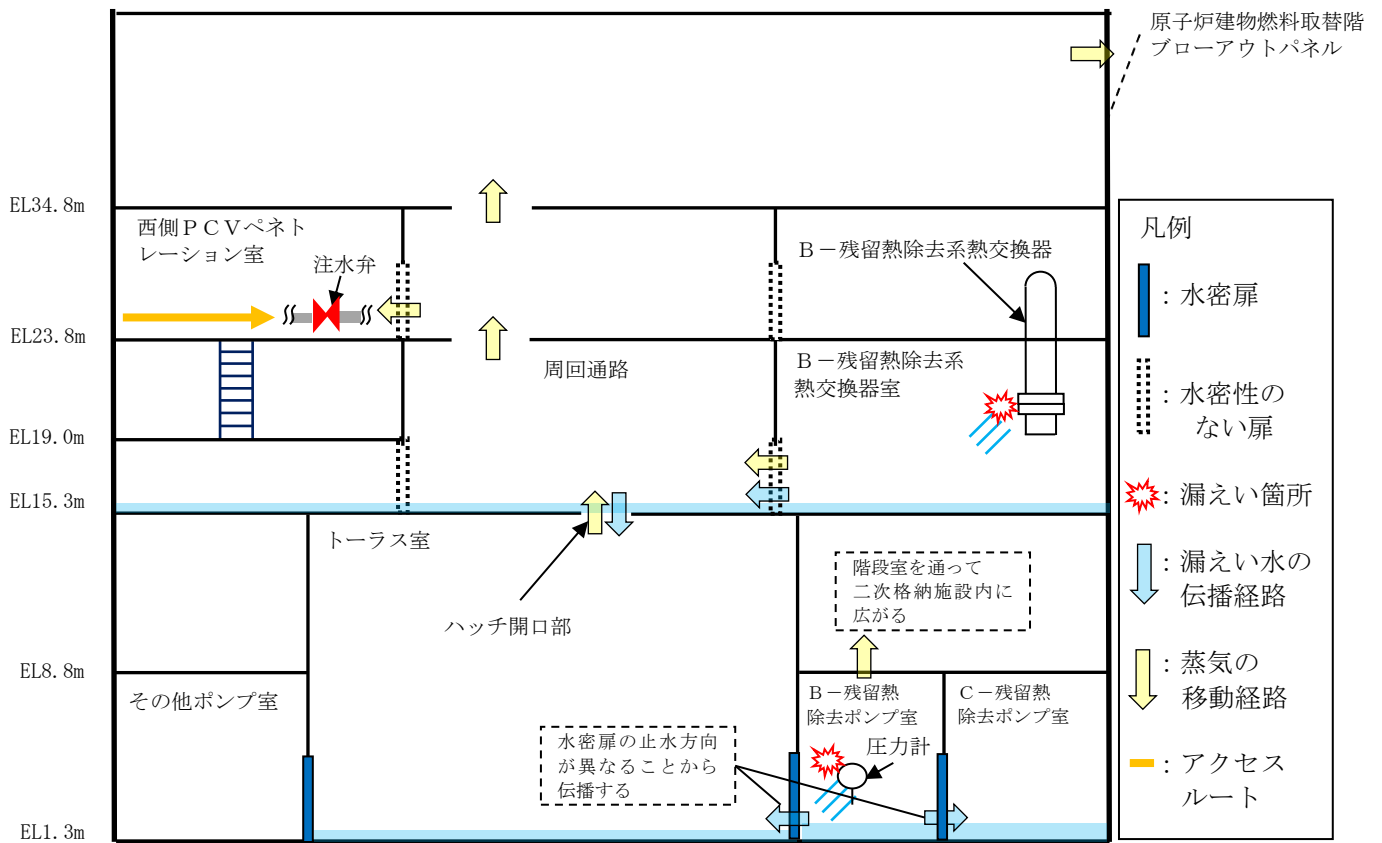 原子炉建物燃料取替階
ブローアウトパネル
EL34.8m
西側PCVペネト
レーション室
注水弁
B-残留熱除去系熱交換器
EL23.8m
周回通路
B-残留熱除去系
熱交換器室
EL19.0m
EL15.3m
トーラス室
ハッチ開口部
階段室を通って
二次格納施設内に
広がる
EL8.8m
その他ポンプ室
B-残留熱
除去ポンプ室
C-残留熱
除去ポンプ室
水密扉の止水方向
が異なることから
伝播する
圧力計
EL1.3m
凡例
:水密扉
:水密性の
ない扉
:漏えい箇所
:漏えい水の
伝播経路
:蒸気の
移動経路
:アクセス
ルート